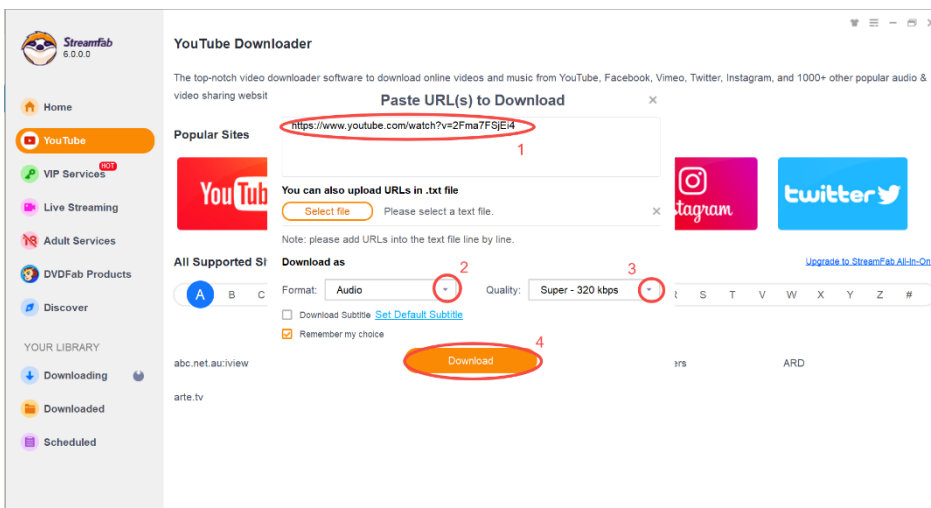 StreamFab
6.0.0.0
Home
YouTube
VIP Services
HOT
Live Streaming
Adult Services
DVDFab Products
Discover
YOUR LIBRARY
Downloading
Downloaded
Scheduled
YouTube Downloader
The top-notch video downloader software to download online videos and music from YouTube, Facebook, Vimeo, Twitter, Instagram, and 1000+ other popular audio &
video sharing websit
Popular Sites
You Tub
stagram
twitter
All Supported Si
Upgrade to StreamFab All-In-On
A B C S T V W X Y Z #
abc.net.au:iview
ers
ARD
arte.tv
Paste URL(s) to Download
https://www.youtube.com/watch?v=2Fma7FSjEi4
1
You can also upload URLs in .txt file
Select file Please select a text file.
Note: please add URLs into the text file line by line.
Download as
2
3
Format: Audio Quality: Super - 320 kbps
Download Subtitle Set Default Subtitle
Remember my choice
4
Download